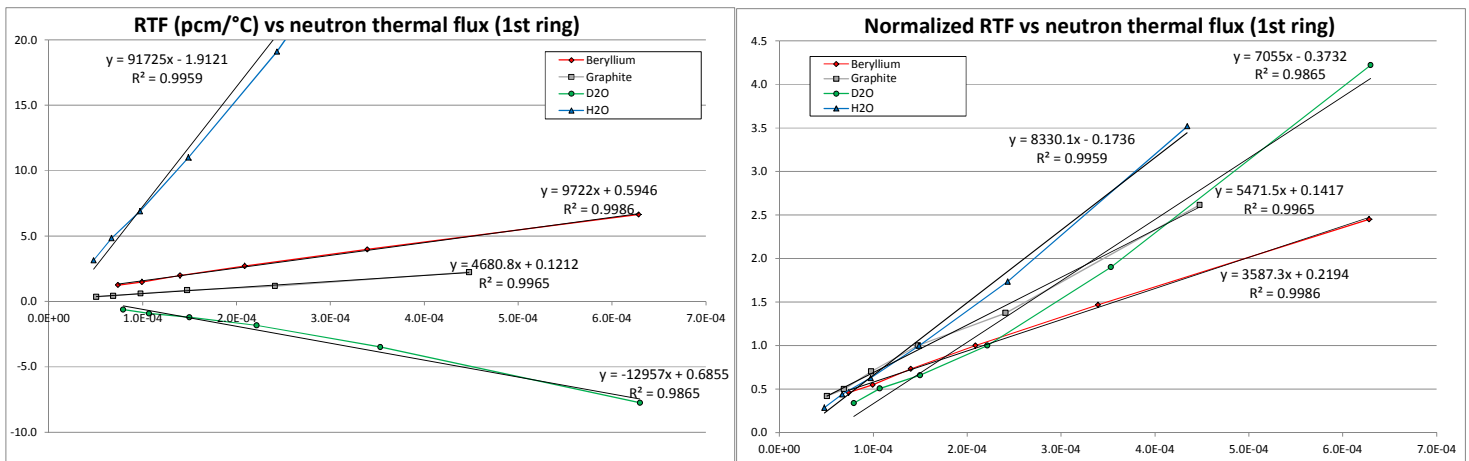 RTF (pcm/°C) vs neutron thermal flux (1st ring)
20.0
15.0
10.0
5.0
0.0
-5.0
-10.0
0.0E+00
1.0E-04
2.0E-04
3.0E-04
4.0E-04
5.0E-04
6.0E-04
7.0E-04
y = 91725x - 1.9121
R² = 0.9959
Beryllium
Graphite
D2O
H2O
y = 9722x + 0.5946
R² = 0.9986
y = 4680.8x + 0.1212
R² = 0.9965
y = -12957x + 0.6855
R² = 0.9865
Normalized RTF vs neutron thermal flux (1st ring)
4.5
4.0
3.5
3.0
2.5
2.0
1.5
1.0
0.5
0.0
0.0E+00
1.0E-04
2.0E-04
3.0E-04
4.0E-04
5.0E-04
6.0E-04
7.0E-04
Beryllium
Graphite
D2O
H2O
y = 7055x - 0.3732
R² = 0.9865
y = 8330.1x - 0.1736
R² = 0.9959
y = 5471.5x + 0.1417
R² = 0.9965
y = 3587.3x + 0.2194
R² = 0.9986